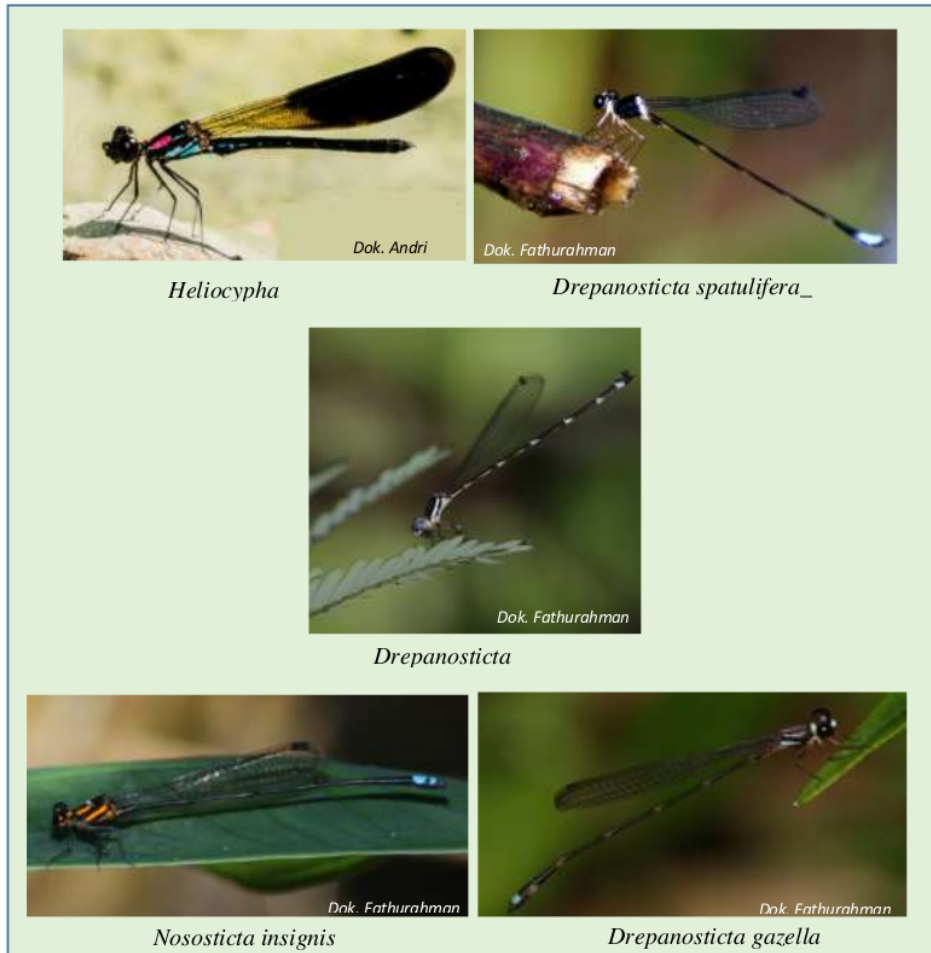 Dok. Andri
Dok. Fathurahman
Heliocypha
Drepanosticta spatulifera_
Dok. Fathurahman
Drepanosticta
Dok. Fathurahman
Dok. Fathurahman
Nososticta insignis
Drepanosticta gazella